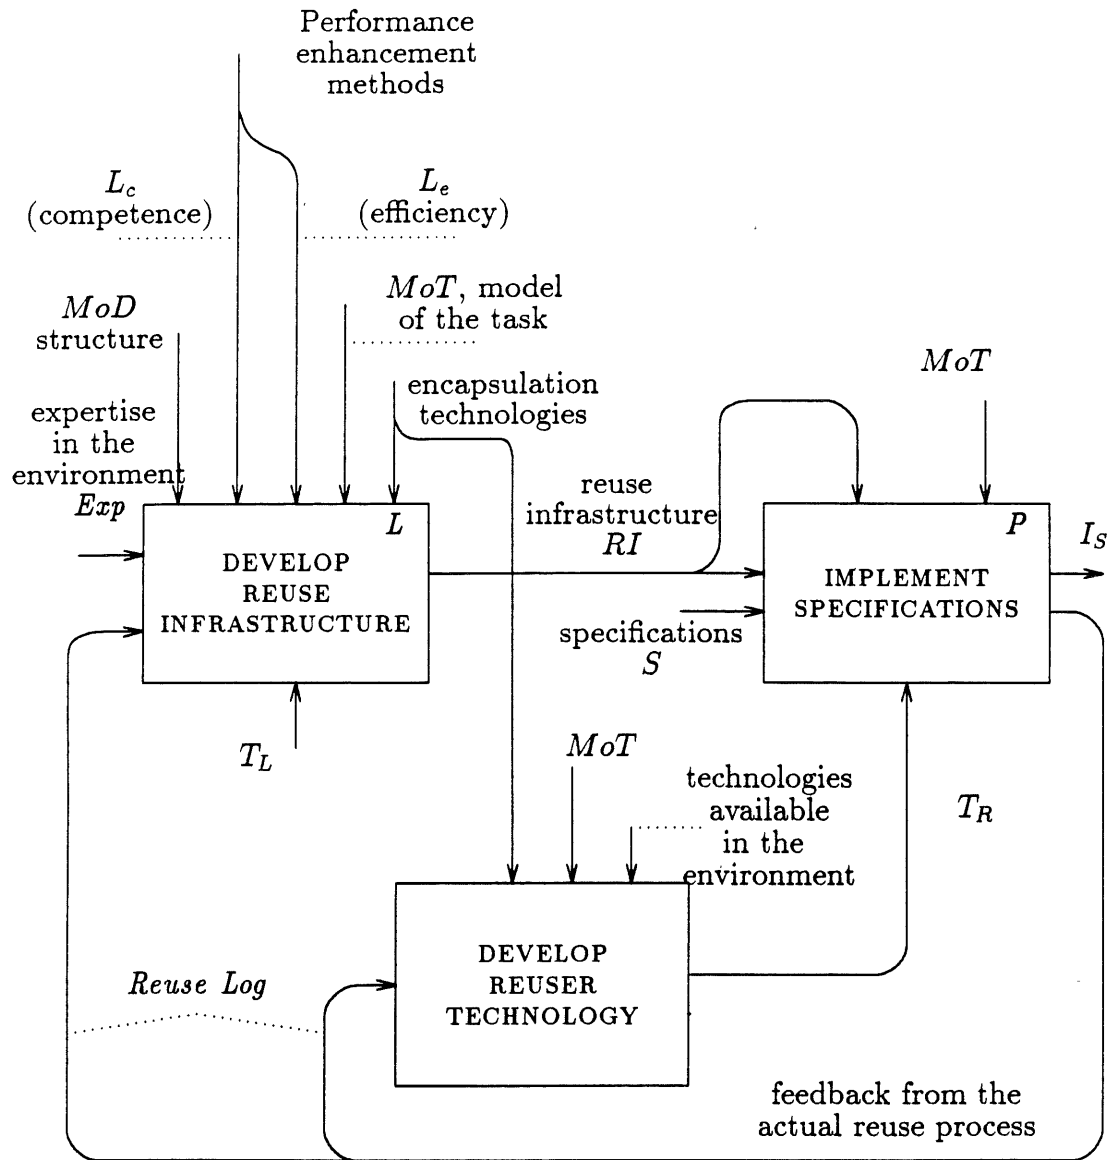 Performance
enhancement
methods
L_c
(competence)
L_e
(efficiency)
MoD
structure
MoT, model
of the task
encapsulation
technologies
MoT
expertise
in the
environment
Exp
L
DEVELOP
REUSE
INFRASTRUCTURE
reuse
infrastructure
RI
P
IMPLEMENT
SPECIFICATIONS
I_S
specifications
S
T_L
MoT
technologies
available
in the
environment
T_R
DEVELOP
REUSER
TECHNOLOGY
Reuse Log
feedback from the
actual reuse process